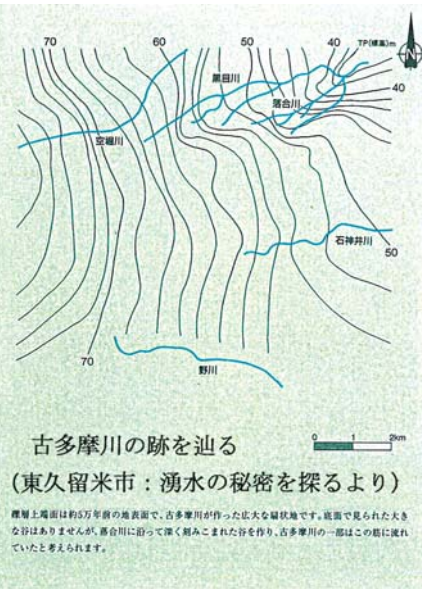 70 60 50 40 TP(標高)m
N
黒目川
落合川
40
空堀川
石神井川
50
70
野川
古多摩川の跡を辿る
0 1 2km
(東久留米市：湧水の秘密を探るより)
礫層上端面は約5万年前の地表面で、古多摩川が作った広大な扇状地です。底面で見られた大き
な谷はありませんが、落合川に沿って深く刻みこまれた谷を作り、古多摩川の一部はこの筋に流れ
ていたと考えられます。